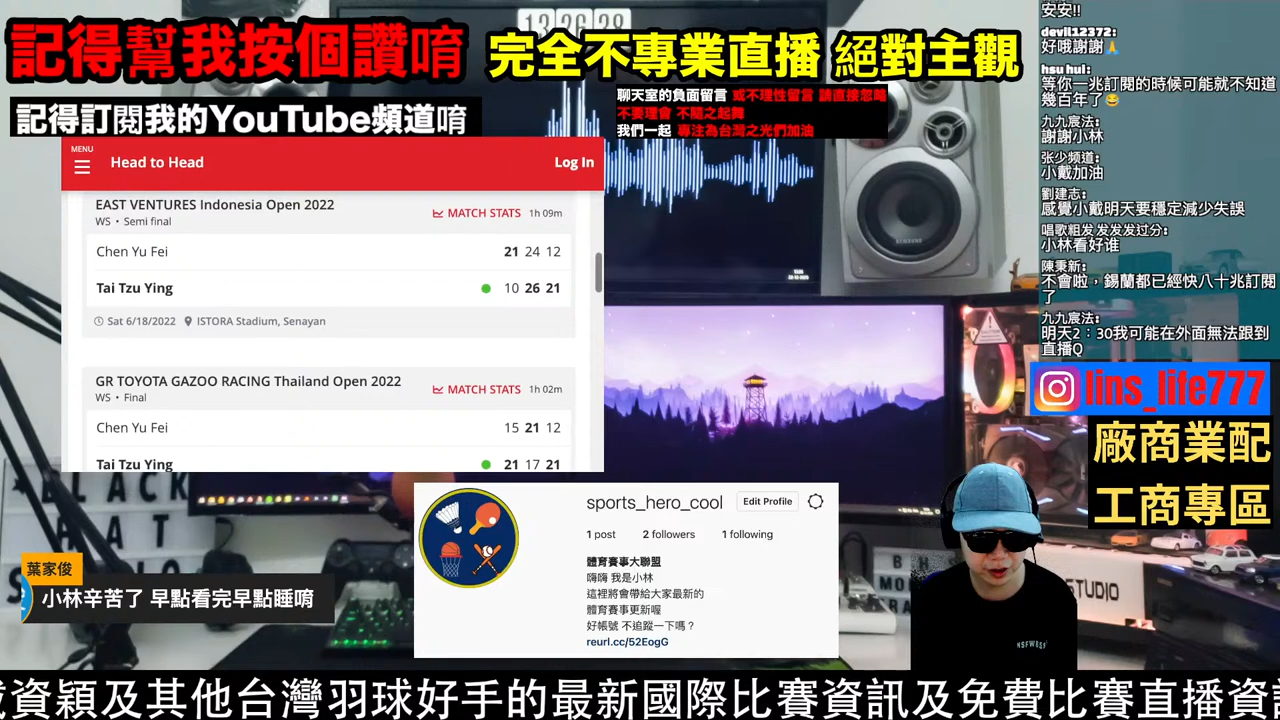 12 26 28
記得幫我按個讚唷
完全不專業直播 絕對主觀
記得訂閱我的YouTube頻道唷
聊天室的負面留言 或不理性留言 請直接忽略
不要理會 不隨之起舞
我們一起 專注為台灣之光們加油
MENU
Head to Head
Log In
EAST VENTURES Indonesia Open 2022
WS • Semi final
MATCH STATS 1h 09m
Chen Yu Fei 21 24 12
Tai Tzu Ying 10 26 21
Sat 6/18/2022 ISTORA Stadium, Senayan
GR TOYOTA GAZOO RACING Thailand Open 2022
WS • Final
MATCH STATS 1h 02m
Chen Yu Fei 15 21 12
Tai Tzu Ying 21 17 21
安安!!
devil12372:
好哦謝謝🙏
hsu hui:
等你一兆訂閱的時候可能就不知道
幾百年了😂
九九宸法:
謝謝小林
张少频道:
小戴加油
劉建志:
感覺小戴明天要穩定減少失誤
唱歌粗发 发发发过分:
小林看好谁
陳秉新:
不會啦，錫蘭都已經快八十兆訂閱
了
九九宸法:
明天2：30我可能在外面無法跟到
直播Q
lins_life777
廠商業配
工商專區
SAMSUNG
BLACK
HAT
STUDIO
sports_hero_cool Edit Profile
1 post 2 followers 1 following
體育賽事大聯盟
嗨嗨 我是小林
這裡將會帶給大家最新的
體育賽事更新喔
好帳號 不追蹤一下嗎？
reurl.cc/52EogG
葉家俊
小林辛苦了 早點看完早點睡唷
資穎及其他台灣羽球好手的最新國際比賽資訊及免費比賽直播資